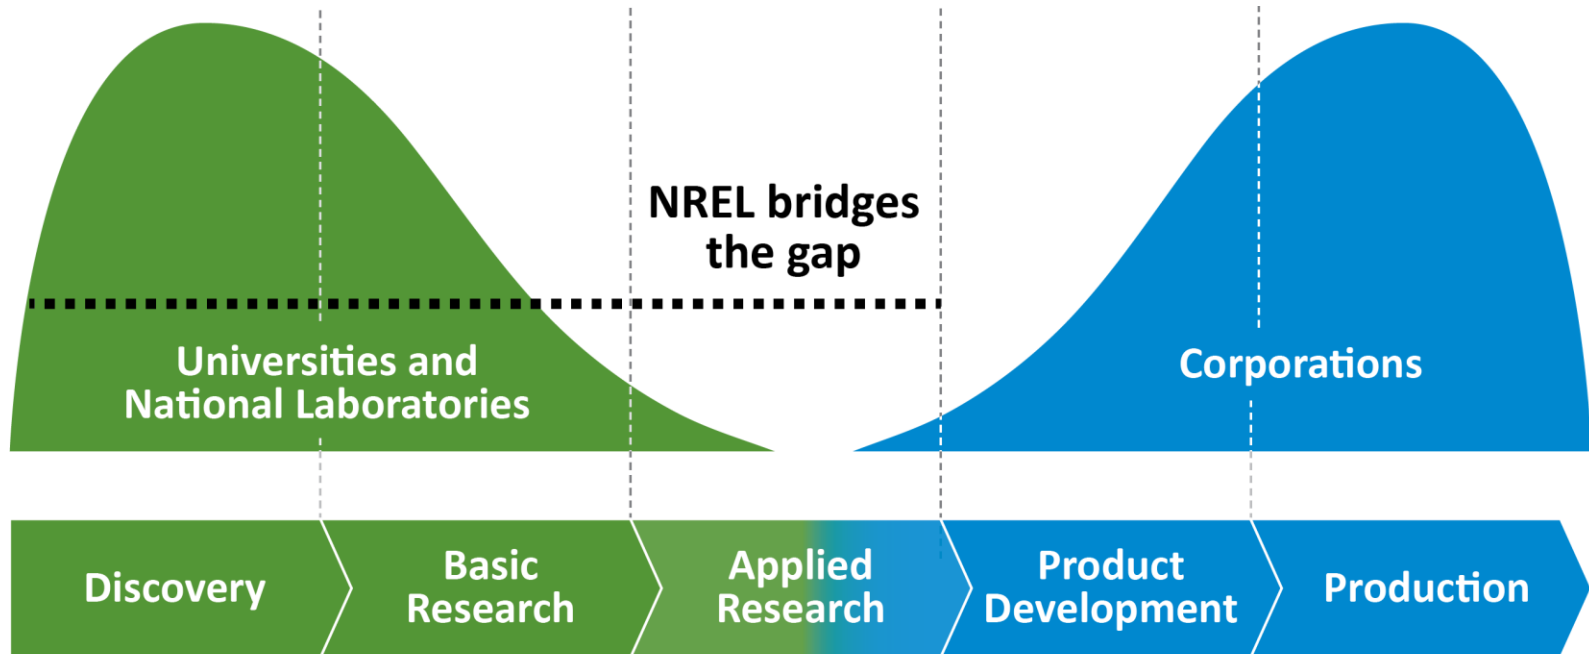 NREL bridges
the gap
Universities and
National Laboratories
Corporations
Discovery
Basic
Research
Applied
Research
Product
Development
Production